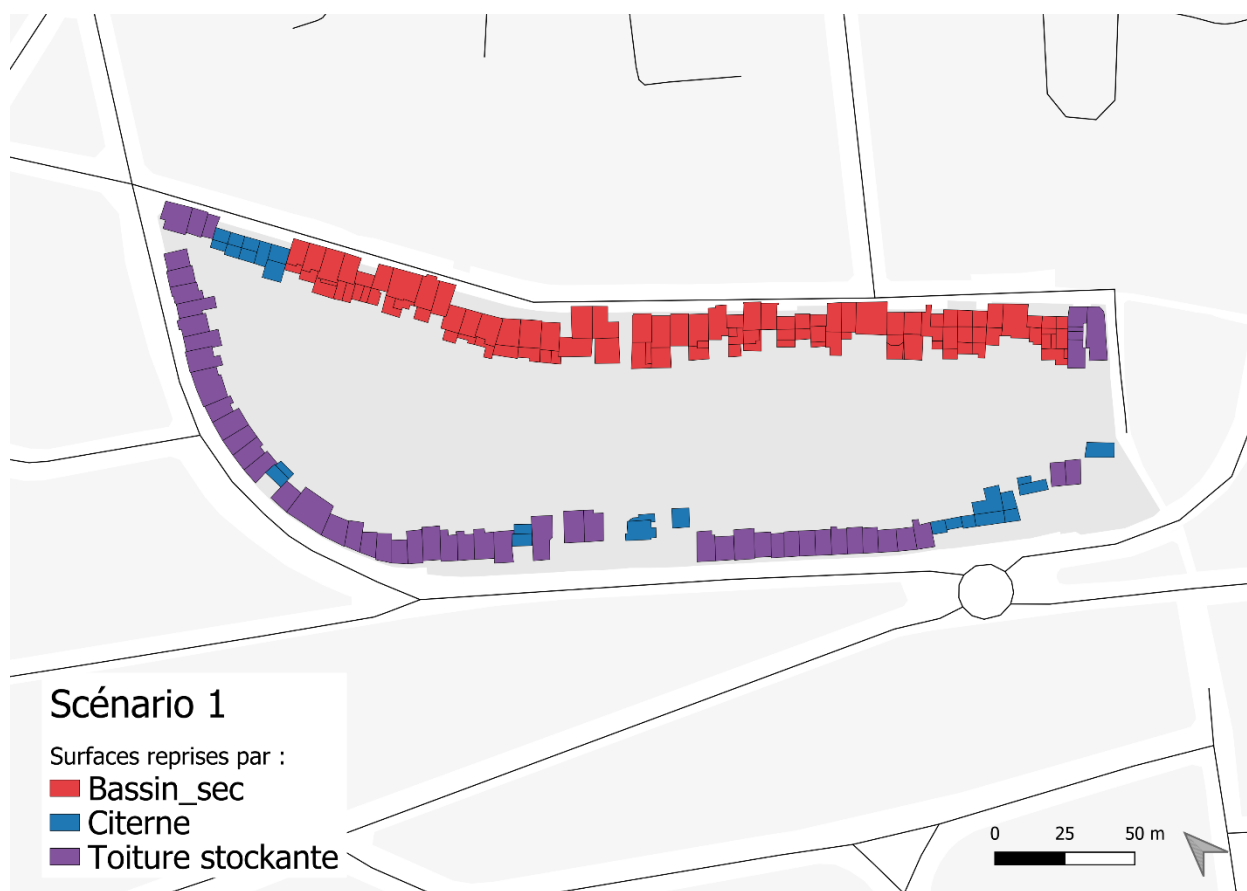 Scénario 1
Surfaces reprises par :
Bassin_sec
Citerne
Toiture stockante
0 25 50 m